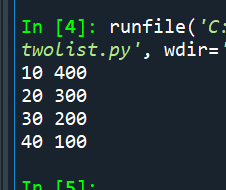 In [4]: runfile('C:
twolist.py', wdir='
10 400
20 300
30 200
40 100
In [5]: